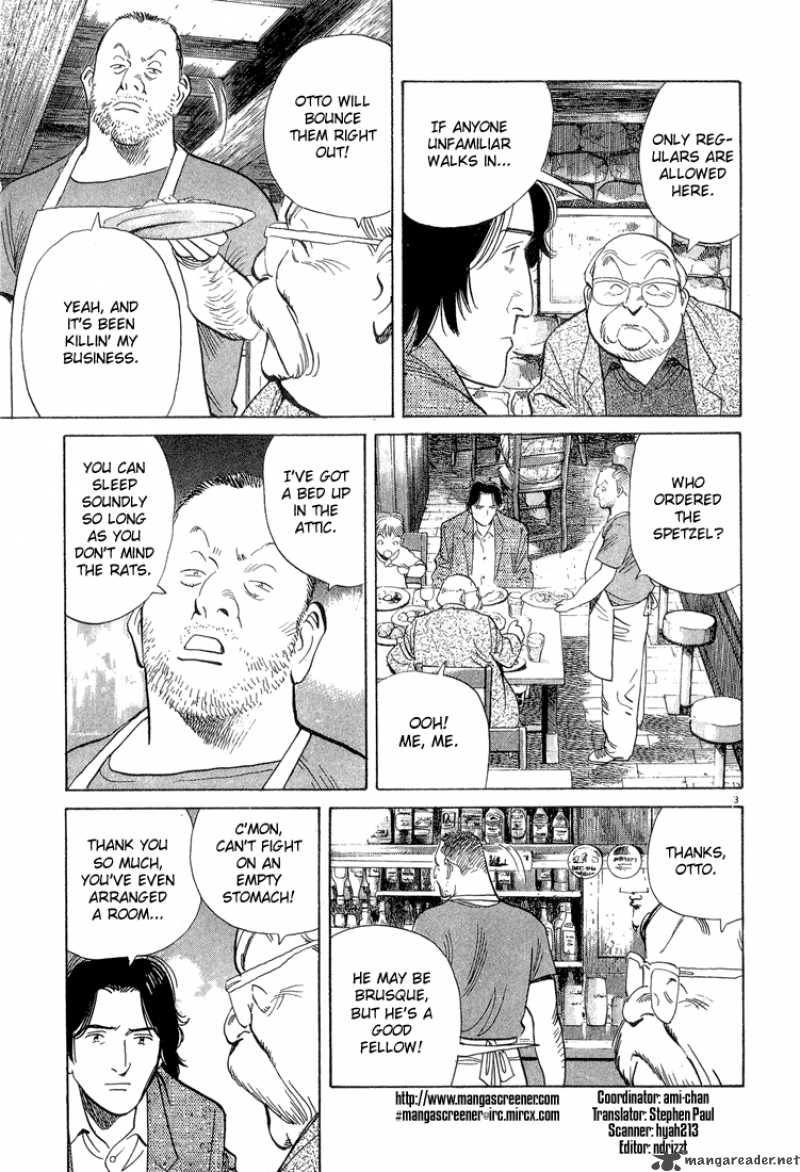 ONLY REG-
ULARS ARE
ALLOWED
HERE.
IF ANYONE
UNFAMILIAR
WALKS IN...
OTTO WILL
BOUNCE
THEM RIGHT
OUT!
YEAH, AND
IT'S BEEN
KILLIN' MY
BUSINESS.
WHO
ORDERED
THE
SPETZEL?
OOH!
ME, ME.
I'VE GOT
A BED UP
IN THE
ATTIC.
YOU CAN
SLEEP
SOUNDLY
SO LONG
AS YOU
DON'T MIND
THE RATS.
3
THANKS,
OTTO.
HE MAY BE
BRUSQUE,
BUT HE'S A
GOOD
FELLOW!
C'MON,
CAN'T FIGHT
ON AN
EMPTY
STOMACH!
THANK YOU
SO MUCH,
YOU'VE EVEN
ARRANGED
A ROOM...
http://www.mangascreener.com
#mangascreener@irc.mircx.com
Coordinator: ami-chan
Translator: Stephen Paul
Scanner: hyah213
Editor: ndrizzt
mangareader.net